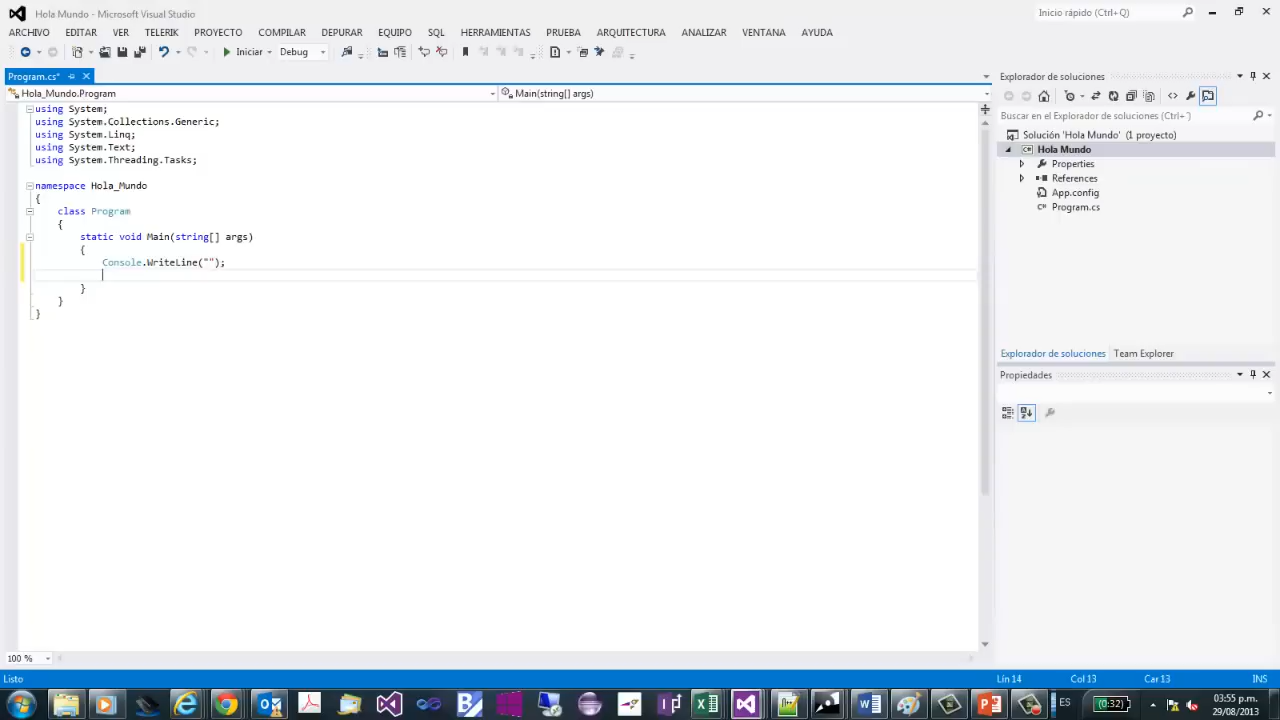 Hola Mundo - Microsoft Visual Studio
Inicio rápido (Ctrl+Q)
ARCHIVO EDITAR VER TELERIK PROYECTO COMPILAR DEPURAR EQUIPO SQL HERRAMIENTAS PRUEBA ARQUITECTURA ANALIZAR VENTANA AYUDA
Iniciar Debug
Program.cs*
Hola_Mundo.Program
Main(string[] args)
using System;
using System.Collections.Generic;
using System.Linq;
using System.Text;
using System.Threading.Tasks;
namespace Hola_Mundo
{
class Program
{
static void Main(string[] args)
{
Console.WriteLine("");
}
}
}
Explorador de soluciones
Buscar en el Explorador de soluciones (Ctrl+´)
Solución 'Hola Mundo' (1 proyecto)
Hola Mundo
Properties
References
App.config
Program.cs
Explorador de soluciones Team Explorer
Propiedades
100 %
Listo
Lín 14 Col 13 Car 13 INS
ES
(0:32)
03:55 p.m.
29/08/2013